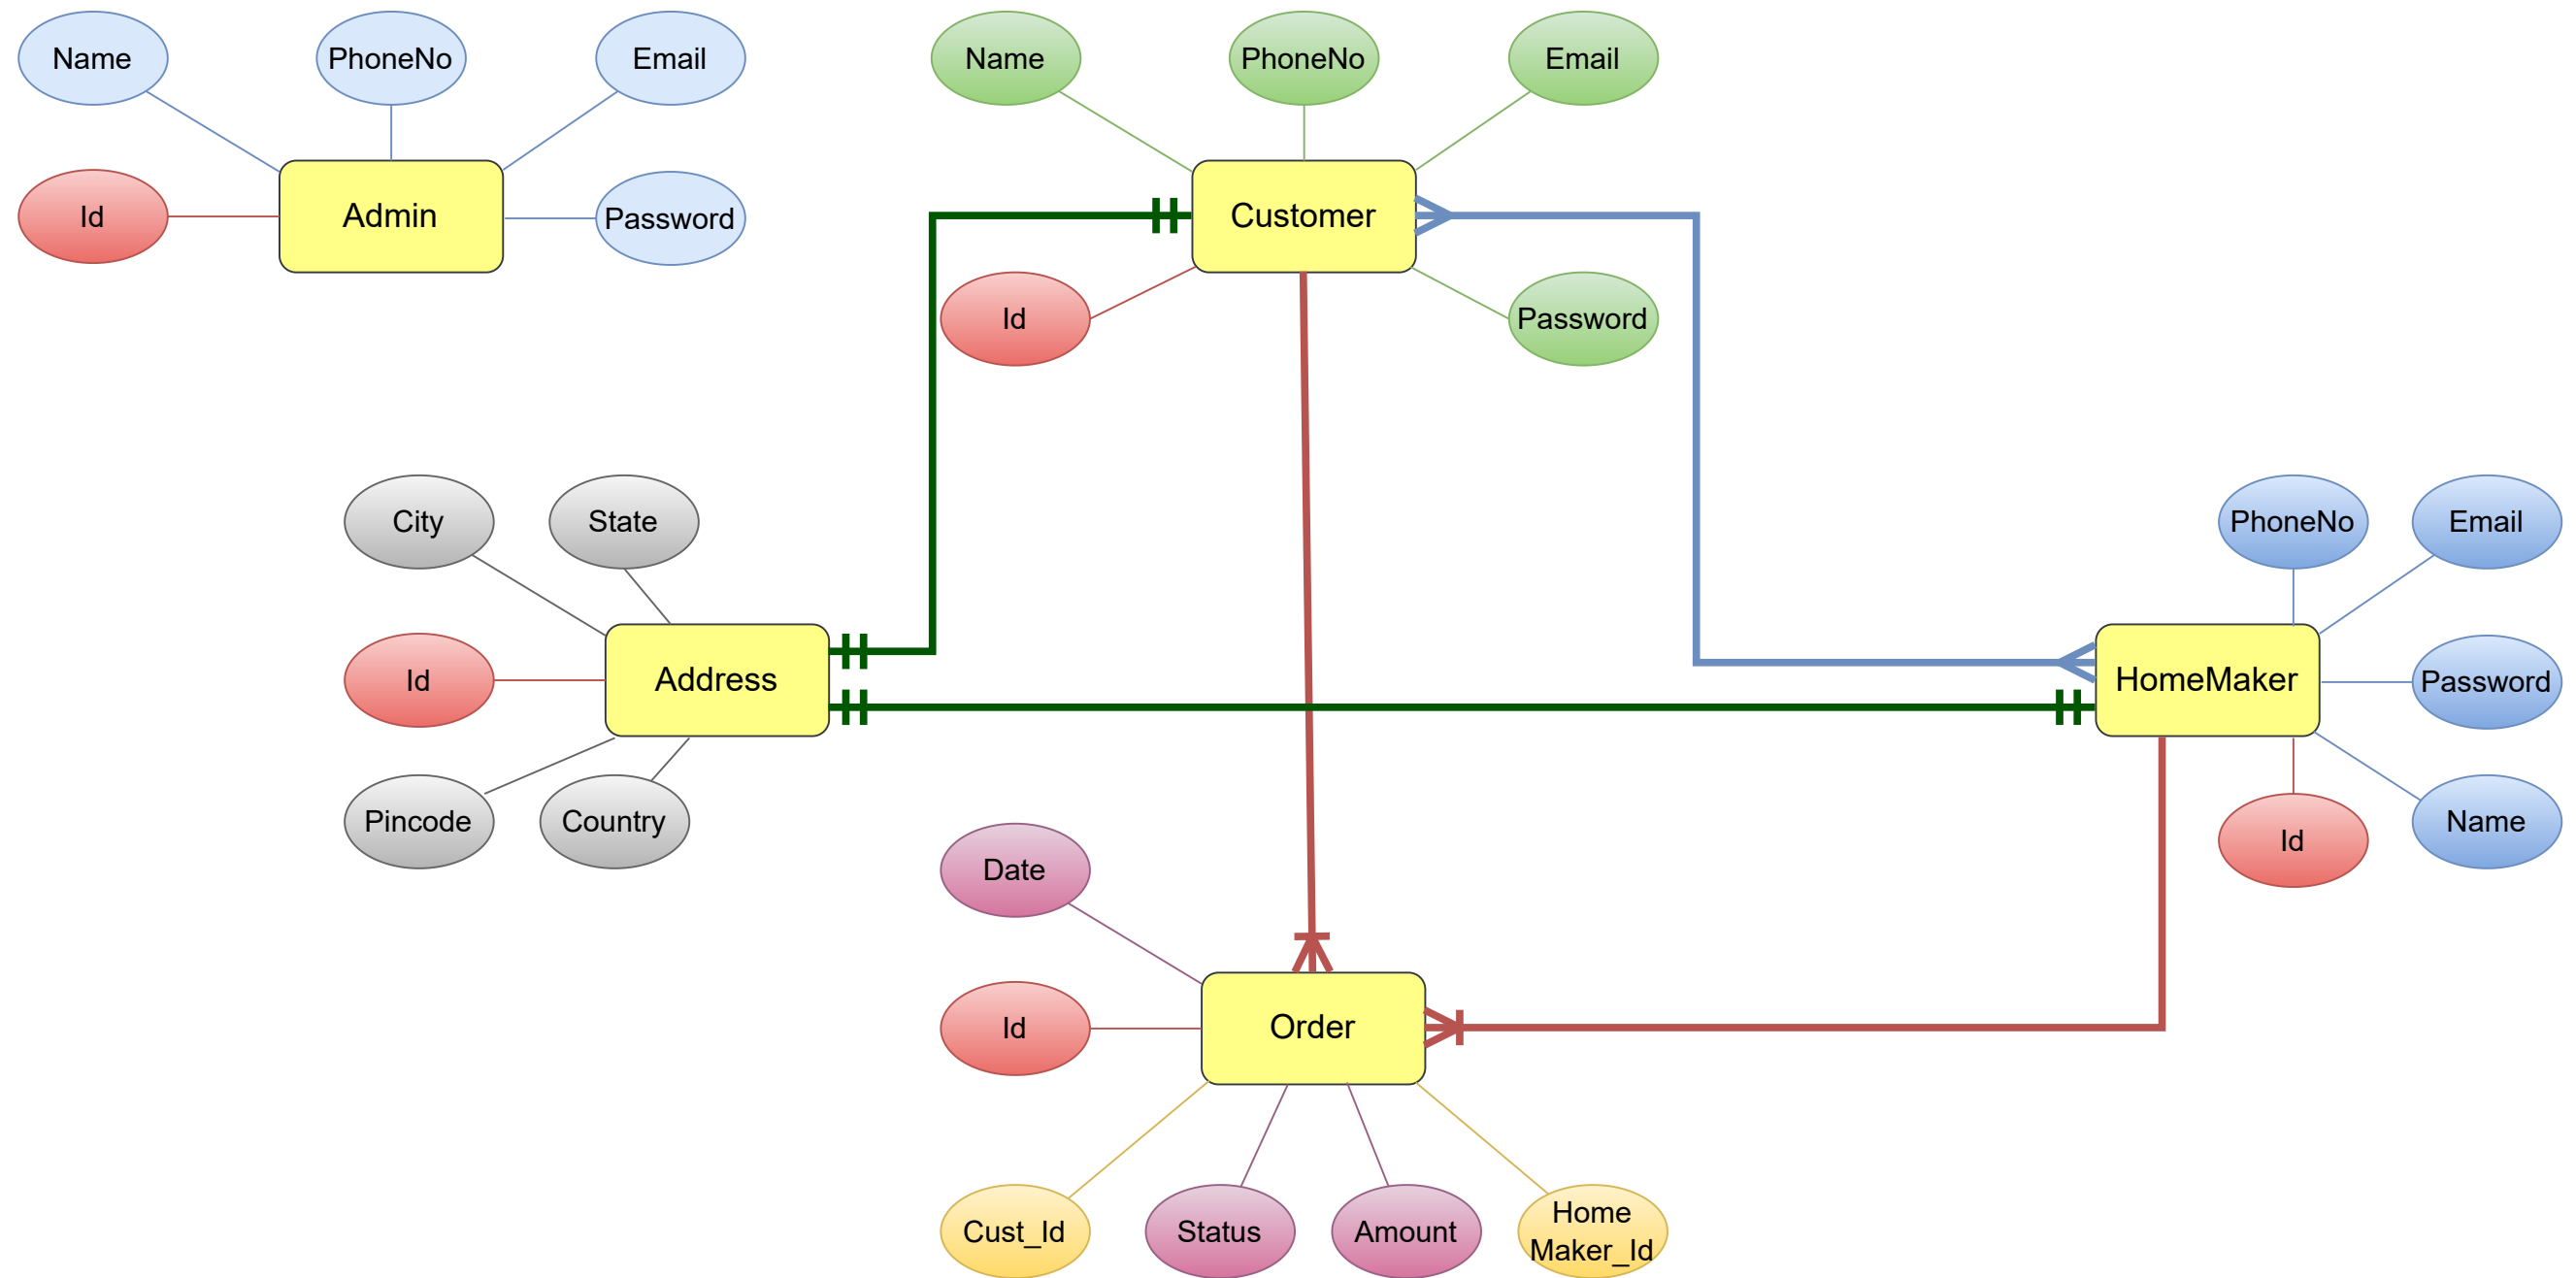 Name
PhoneNo
Email
Name
PhoneNo
Email
Id
Admin
Password
Customer
Id
Password
City
State
PhoneNo
Email
Id
Address
HomeMaker
Password
Pincode
Country
Id
Name
Date
Id
Order
Cust_Id
Status
Amount
Home
Maker_Id